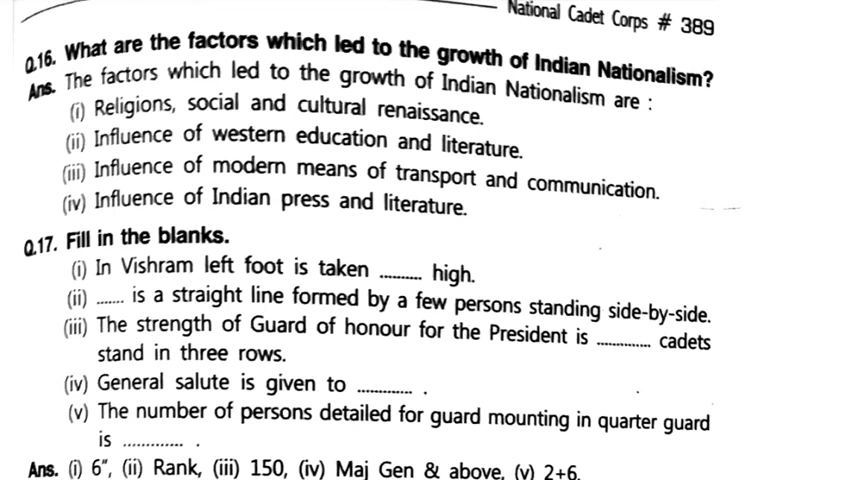 National Cadet Corps # 389
Q.16. What are the factors which led to the growth of Indian Nationalism?
Ans. The factors which led to the growth of Indian Nationalism are :
(i) Religions, social and cultural renaissance.
(ii) Influence of western education and literature.
(iii) Influence of modern means of transport and communication.
(iv) Influence of Indian press and literature.
Q.17. Fill in the blanks.
(i) In Vishram left foot is taken .......... high.
(ii) ....... is a straight line formed by a few persons standing side-by-side.
(iii) The strength of Guard of honour for the President is ............. cadets
stand in three rows.
(iv) General salute is given to ............. .
(v) The number of persons detailed for guard mounting in quarter guard
is ............. .
Ans. (i) 6", (ii) Rank, (iii) 150, (iv) Maj Gen & above, (v) 2+6.